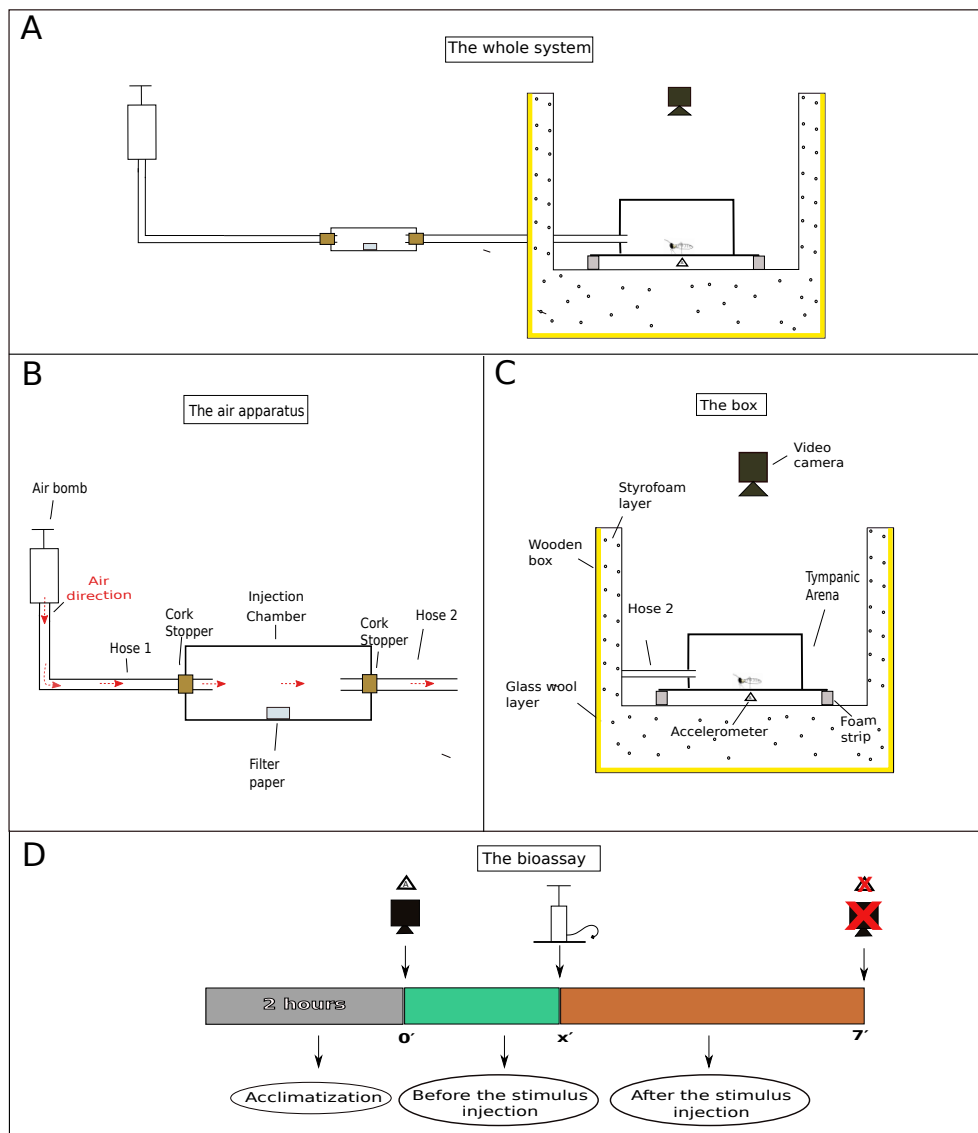 A
The whole system
A
B
The air apparatus
Air bomb
Air
direction
Hose 1
Cork
Stopper
Injection
Chamber
Cork
Stopper
Hose 2
Filter
paper
C
The box
Video
camera
Styrofoam
layer
Wooden
box
Hose 2
Tympanic
Arena
Glass wool
layer
A
Accelerometer
Foam
strip
D
The bioassay
A
A
2 hours
0′
x′
7′
Acclimatization
Before the stimulus
injection
After the stimulus
injection